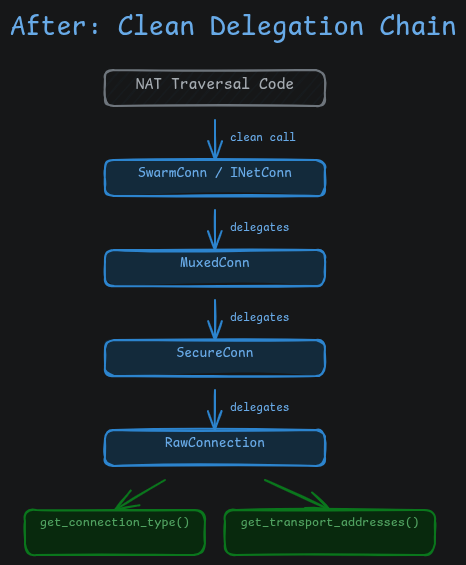 After: Clean Delegation Chain
NAT Traversal Code
clean call
SwarmConn / INetConn
delegates
MuxedConn
delegates
SecureConn
delegates
RawConnection
get_connection_type()
get_transport_addresses()